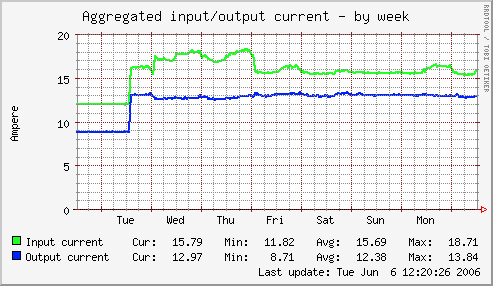 Aggregated input/output current - by week
RRDTOOL / TOBI OETIKER
Ampere
20
15
10
5
0
Tue Wed Thu Fri Sat Sun Mon
Input current Cur: 15.79 Min: 11.82 Avg: 15.69 Max: 18.71
Output current Cur: 12.97 Min: 8.71 Avg: 12.38 Max: 13.84
Last update: Tue Jun 6 12:20:26 2006